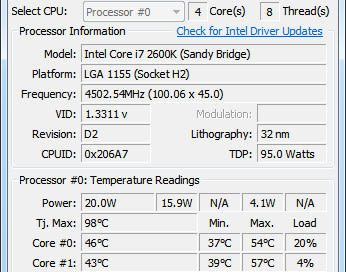 Select CPU: Processor #0 4 Core(s) 8 Thread(s)
Processor Information Check for Intel Driver Updates
Model: Intel Core i7 2600K (Sandy Bridge)
Platform: LGA 1155 (Socket H2)
Frequency: 4502.54MHz (100.06 x 45.0)
VID: 1.3311 v Modulation:
Revision: D2 Lithography: 32 nm
CPUID: 0x206A7 TDP: 95.0 Watts
Processor #0: Temperature Readings
Power: 20.0W 15.9W N/A 4.1W N/A
Tj. Max: 98°C Min. Max. Load
Core #0: 46°C 37°C 54°C 20%
Core #1: 43°C 39°C 57°C 4%